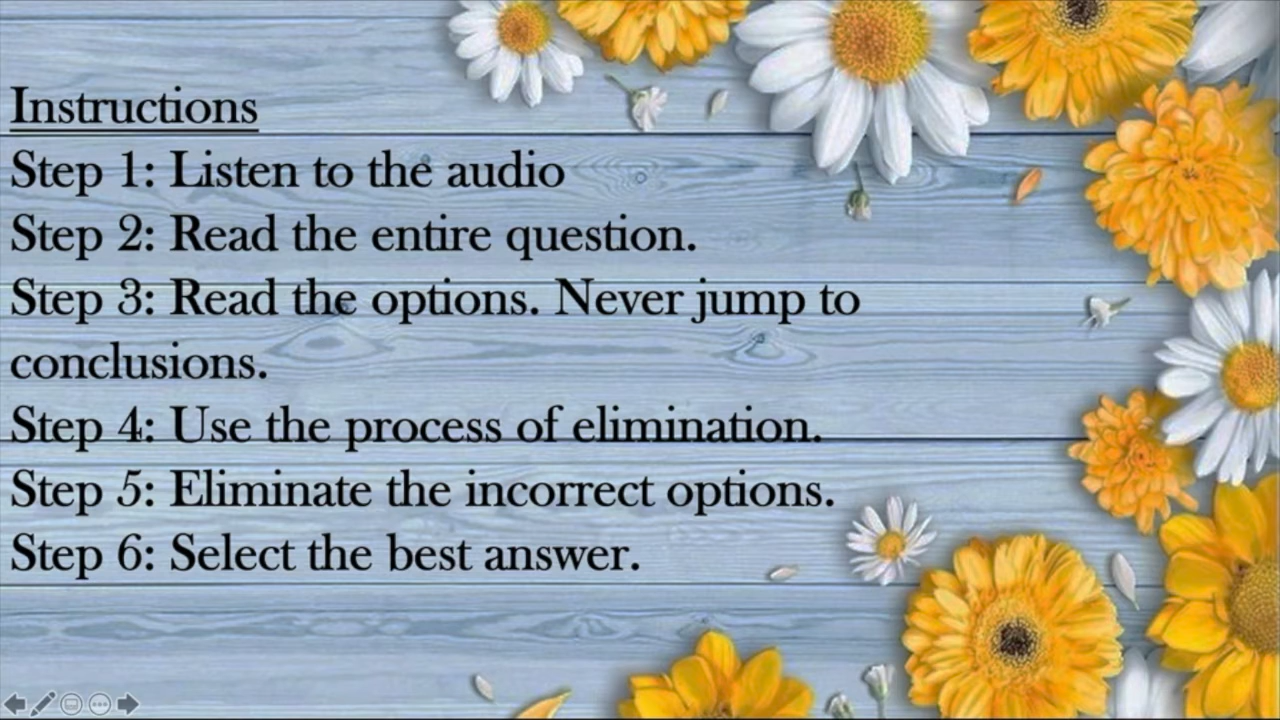 Instructions
Step 1: Listen to the audio
Step 2: Read the entire question.
Step 3: Read the options. Never jump to
conclusions.
Step 4: Use the process of elimination.
Step 5: Eliminate the incorrect options.
Step 6: Select the best answer.